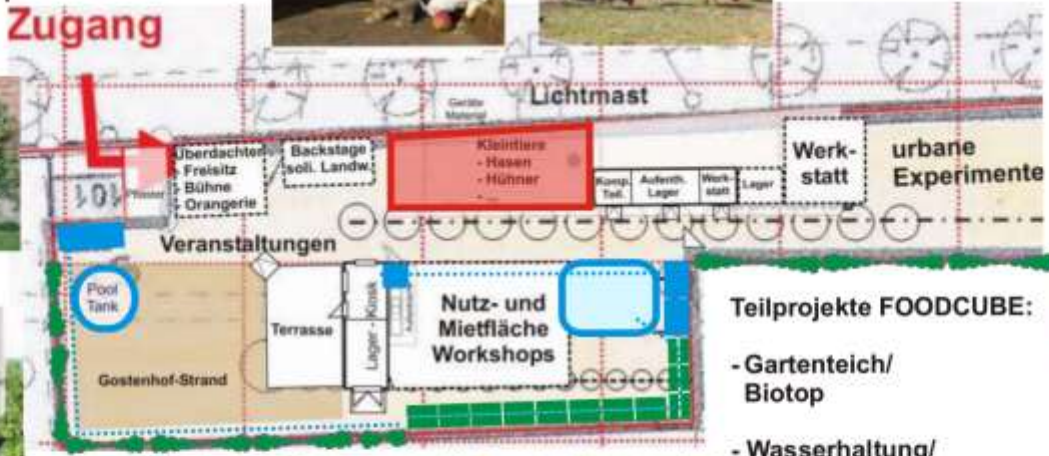 Zugang
Geräte
Material
Lichtmast
Überdachter
- Freisitz
- Bühne
- Orangerie
Backstage
soli. Landw.
Kleintiere
- Hasen
- Hühner
- ...
Komp.
Toil.
Aufenth.
Lager
Werk-
statt
Lager
Werk-
statt
urbane
Experimente
Veranstaltungen
Pool
Tank
Gostenhof-Strand
Terrasse
Lager - Kiosk
Nutz- und
Mietfläche
Workshops
Teilprojekte FOODCUBE:
- Gartenteich/
Biotop
- Wasserhaltung/